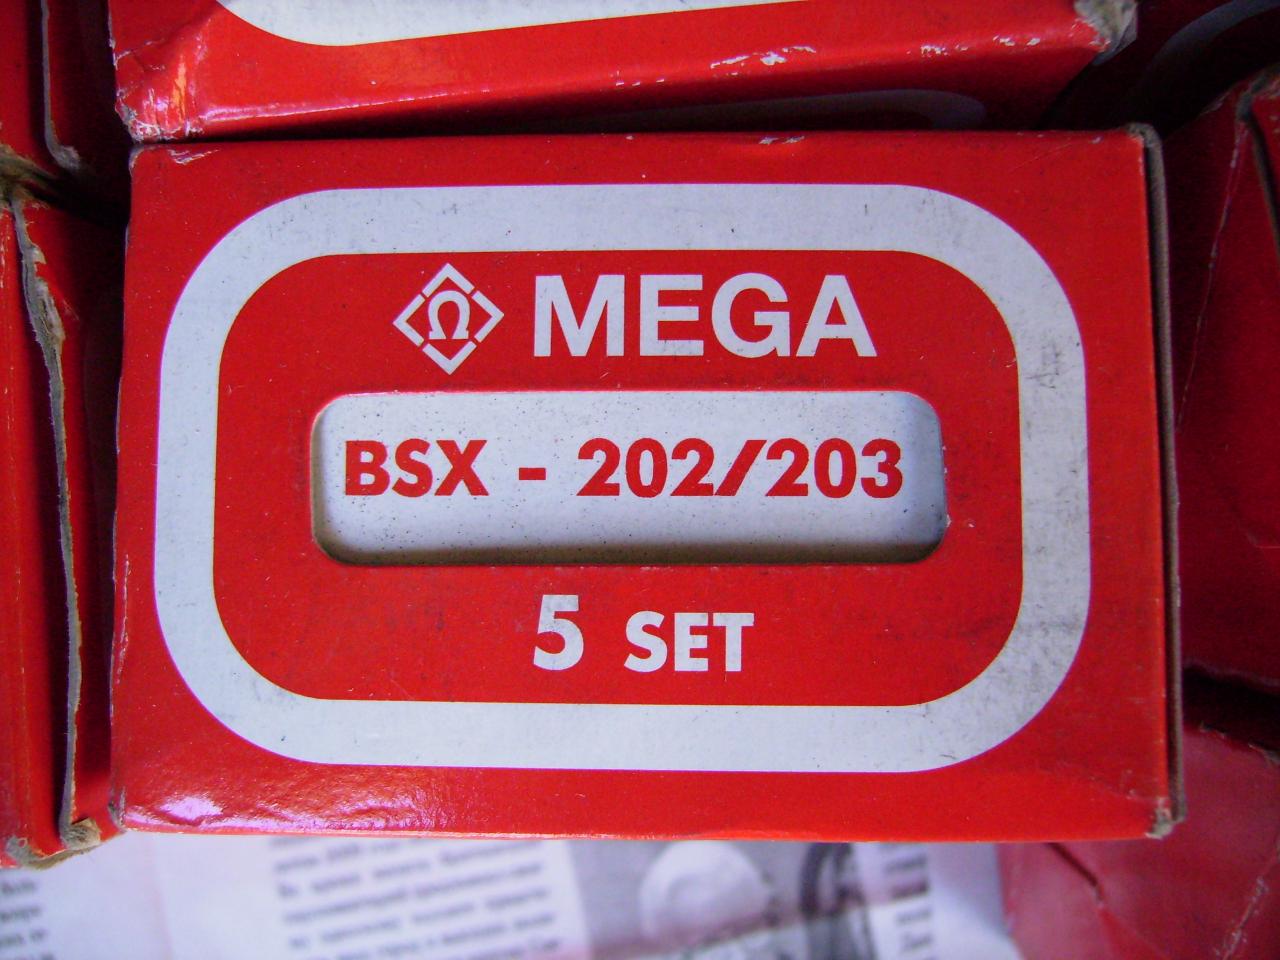 Ω MEGA
BSX - 202/203
5 SET